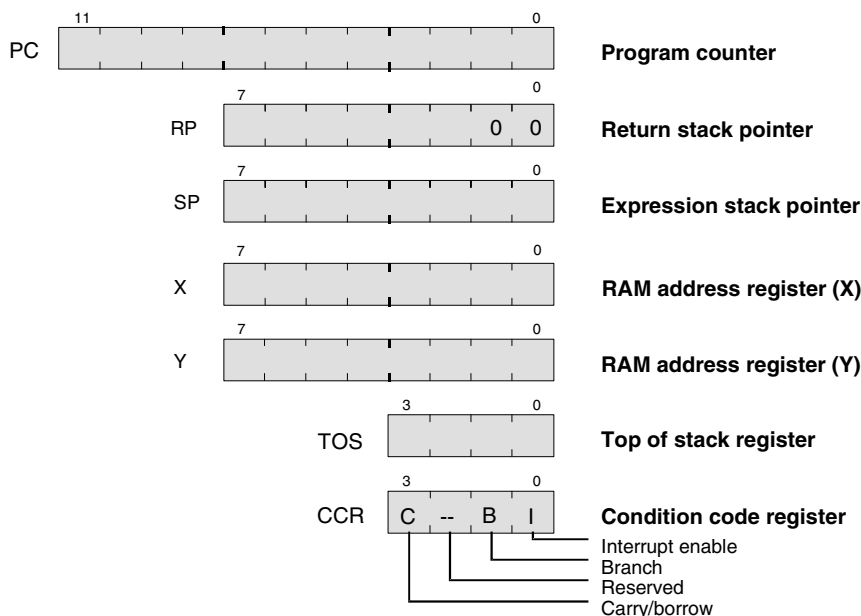 11 0
PC Program counter
7 0
RP 0 0 Return stack pointer
7 0
SP Expression stack pointer
7 0
X RAM address register (X)
7 0
Y RAM address register (Y)
3 0
TOS Top of stack register
3 0
CCR C -- B I Condition code register
Interrupt enable
Branch
Reserved
Carry/borrow